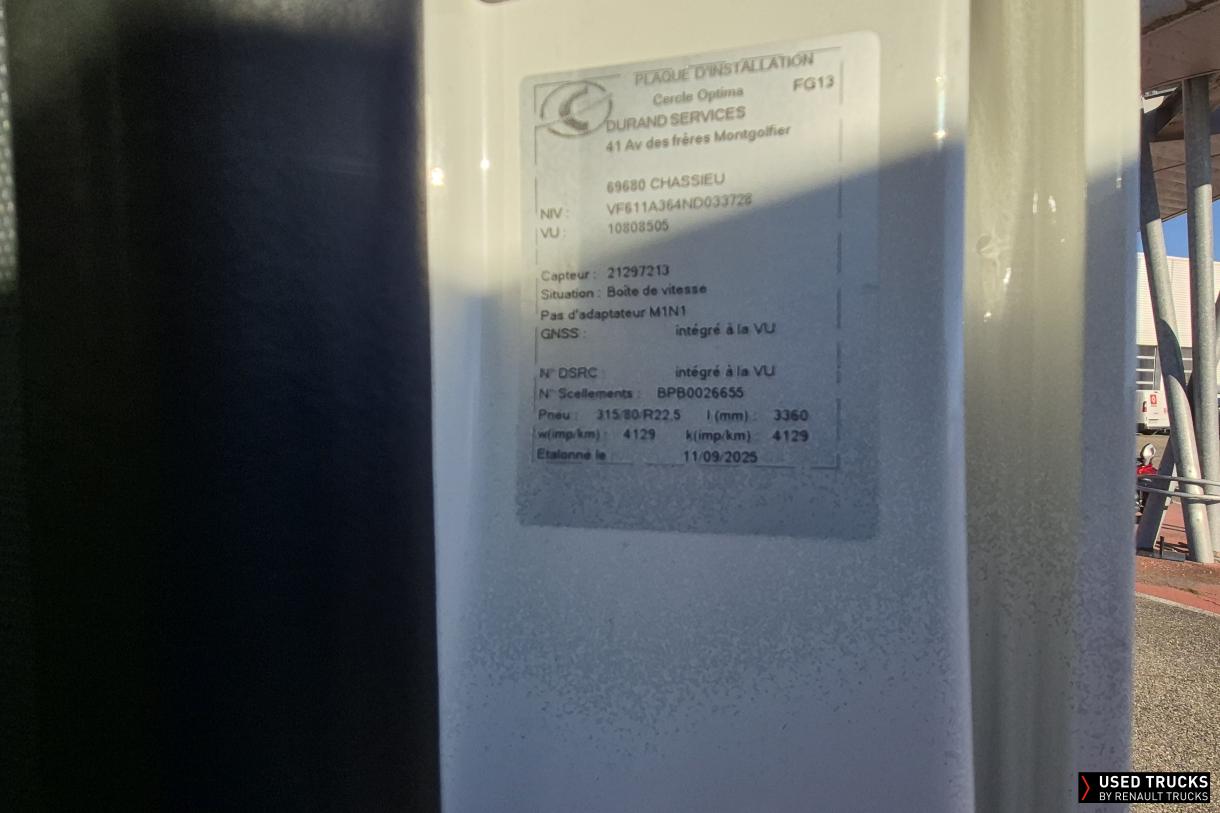 PLAQUE D'INSTALLATION
Cercle Optima FG13
DURAND SERVICES
41 Av des frères Montgolfier
69680 CHASSIEU
NIV : VF611A364ND033728
VU : 10808505
Capteur : 21297213
Situation : Boite de vitesse
Pas d'adaptateur M1N1
GNSS : intégré à la VU
N° DSRC : intégré à la VU
N° Scellements : BPB0026655
Pneu : 315/80/R22.5 l (mm) : 3360
w(imp/km) : 4129 k(imp/km) : 4129
Etalonné le 11/09/2025
USED TRUCKS
BY RENAULT TRUCKS